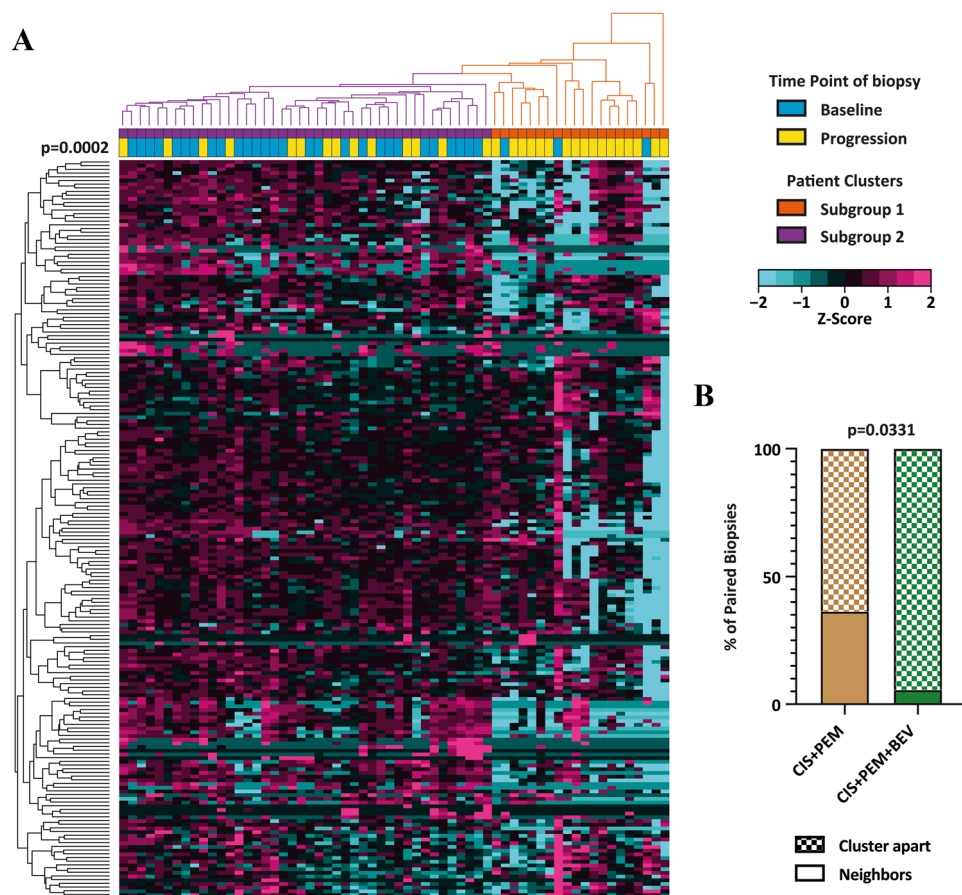 A
p=0.0002
Time Point of biopsy
Baseline
Progression
Patient Clusters
Subgroup 1
Subgroup 2
−2 −1 0 1 2
Z-Score
B
p=0.0331
100
50
0
% of Paired Biopsies
CIS+PEM
CIS+PEM+BEV
Cluster apart
Neighbors